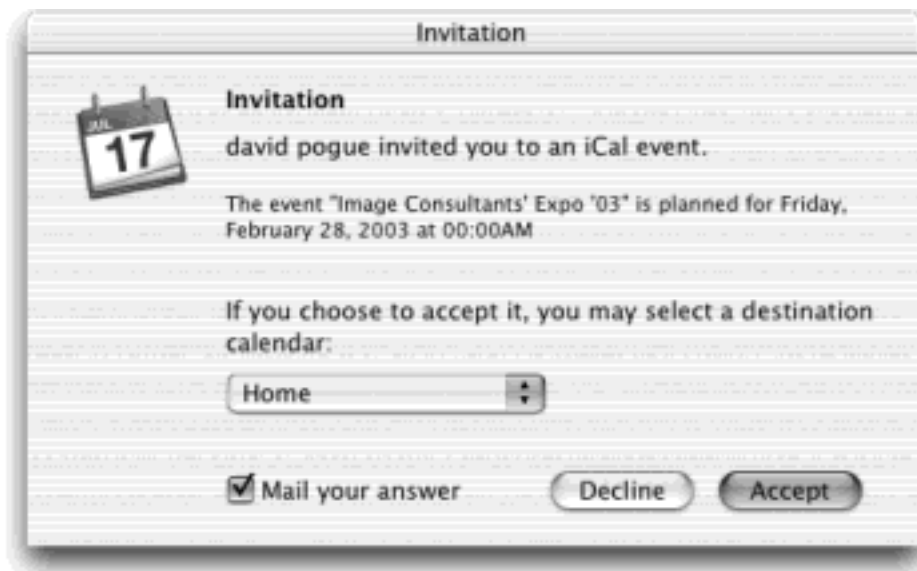 Invitation
JUL
17
Invitation
david pogue invited you to an iCal event.
The event "Image Consultants' Expo '03" is planned for Friday,
February 28, 2003 at 00:00AM
If you choose to accept it, you may select a destination
calendar:
Home
Mail your answer
Decline
Accept